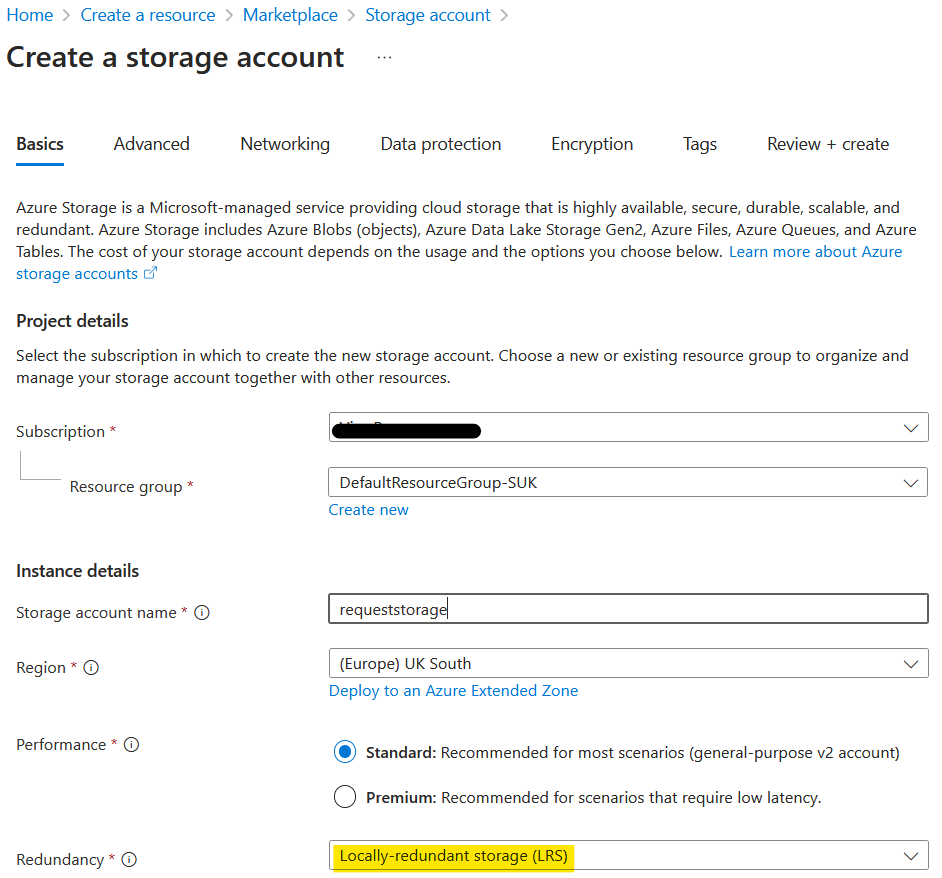 Home > Create a resource > Marketplace > Storage account >
Create a storage account ...
Basics Advanced Networking Data protection Encryption Tags Review + create
Azure Storage is a Microsoft-managed service providing cloud storage that is highly available, secure, durable, scalable, and
redundant. Azure Storage includes Azure Blobs (objects), Azure Data Lake Storage Gen2, Azure Files, Azure Queues, and Azure
Tables. The cost of your storage account depends on the usage and the options you choose below. Learn more about Azure
storage accounts
Project details
Select the subscription in which to create the new storage account. Choose a new or existing resource group to organize and
manage your storage account together with other resources.
Subscription *
Resource group * DefaultResourceGroup-SUK
Create new
Instance details
Storage account name * requeststorage
Region * (Europe) UK South
Deploy to an Azure Extended Zone
Performance * Standard: Recommended for most scenarios (general-purpose v2 account)
Premium: Recommended for scenarios that require low latency.
Redundancy * Locally-redundant storage (LRS)